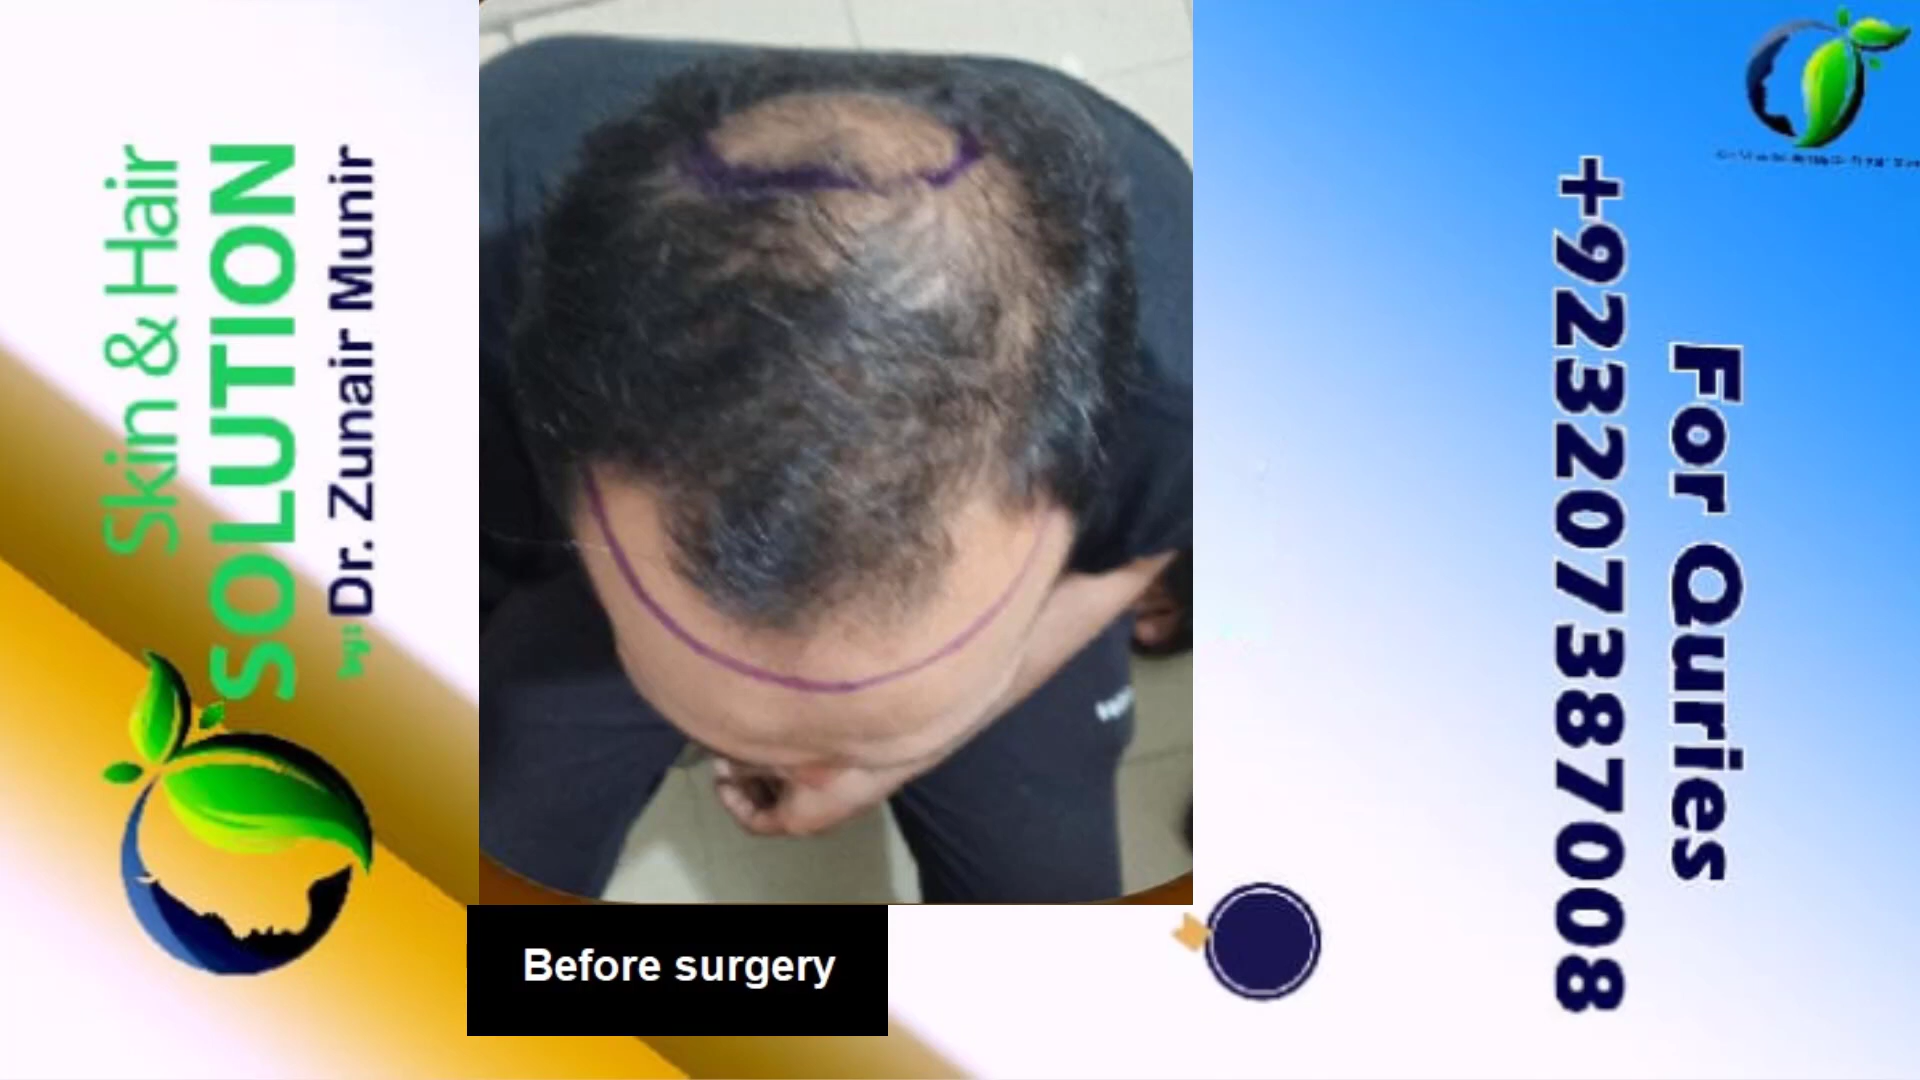 Skin & Hair
SOLUTION
by: Dr. Zunair Munir
Before surgery
For Quries
+923207387008